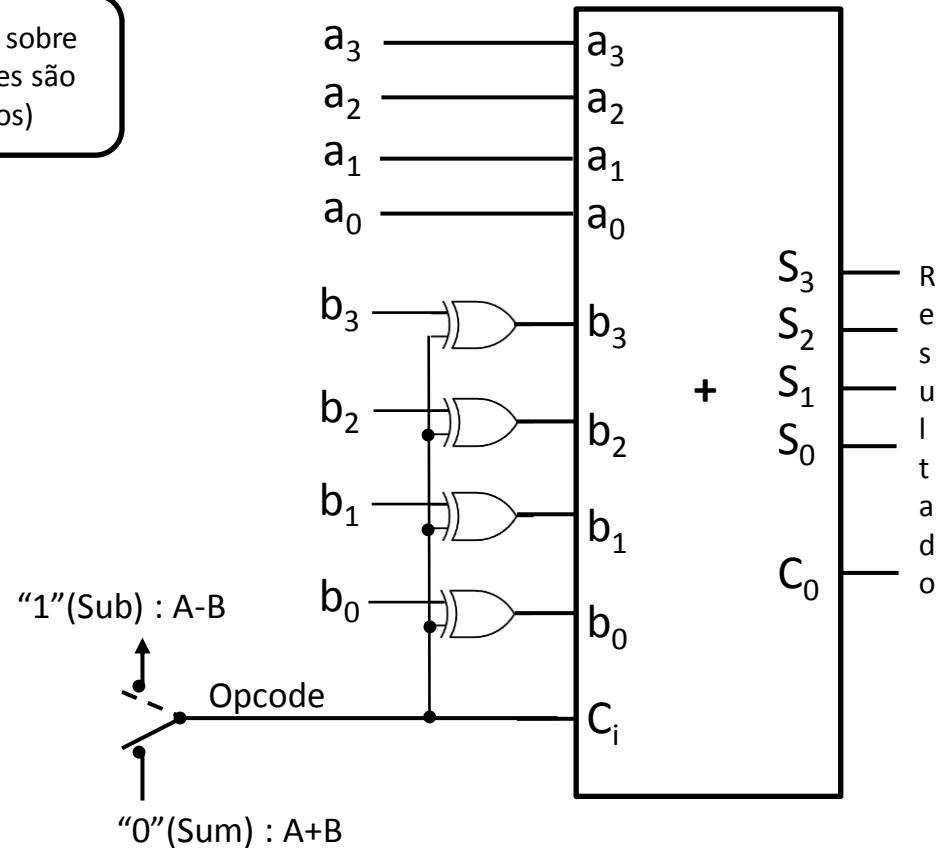 sobre
es são
os)
a3
a2
a1
a0
b3
b2
b1
b0
a3
a2
a1
a0
b3
b2
b1
b0
Ci
+
S3
S2
S1
S0
C0
Resultado
"1"(Sub) : A-B
Opcode
"0"(Sum) : A+B